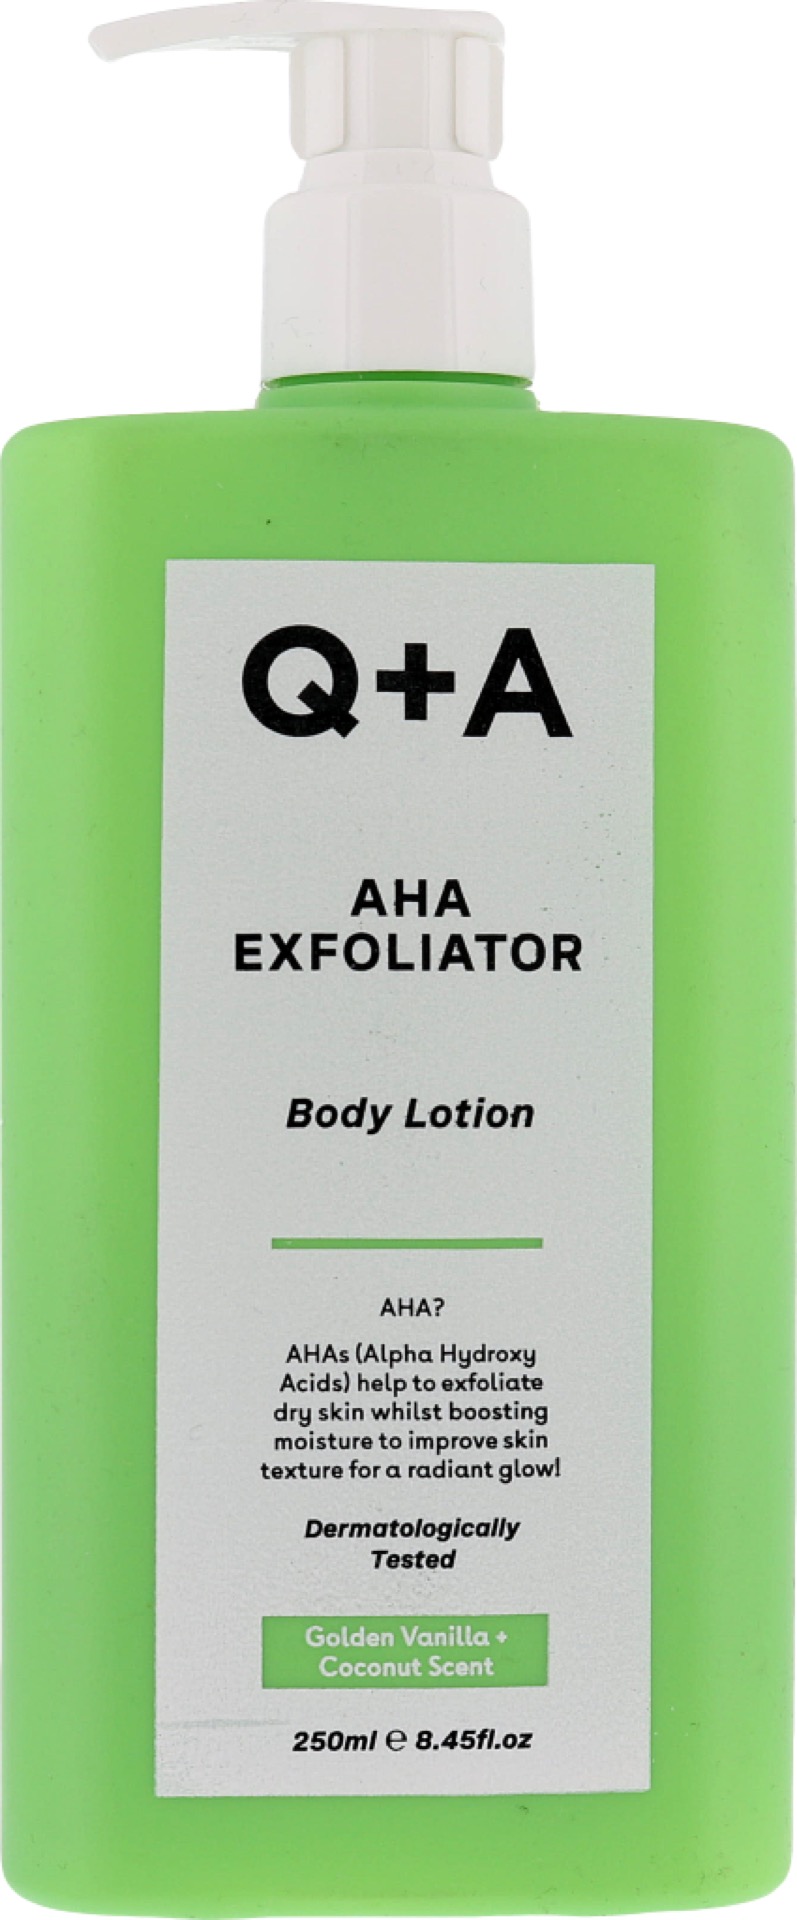 Q+A
AHA
EXFOLIATOR
Body Lotion
AHA?
AHAs (Alpha Hydroxy
Acids) help to exfoliate
dry skin whilst boosting
moisture to improve skin
texture for a radiant glow!
Dermatologically
Tested
Golden Vanilla +
Coconut Scent
250ml ℮ 8.45fl.oz